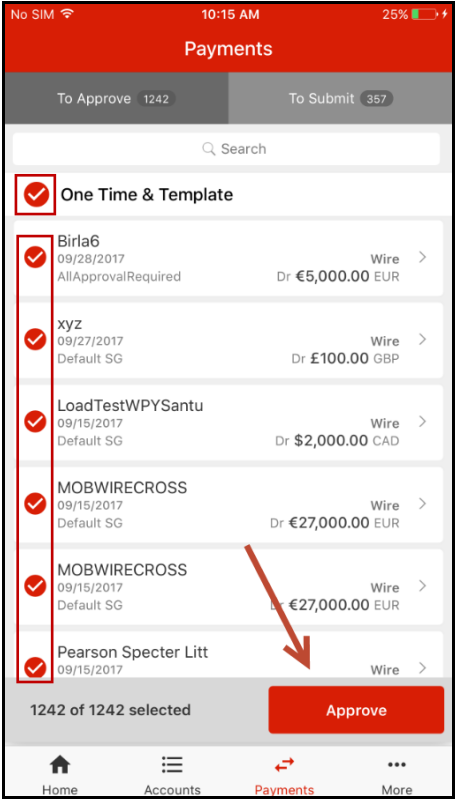 No SIM 10:15 AM 25%
Payments
To Approve 1242 To Submit 357
Search
One Time & Template
Birla6
09/28/2017 Wire
AllApprovalRequired Dr €5,000.00 EUR
xyz
09/27/2017 Wire
Default SG Dr £100.00 GBP
LoadTestWPYSantu
09/15/2017 Wire
Default SG Dr $2,000.00 CAD
MOBWIRECROSS
09/15/2017 Wire
Default SG Dr €27,000.00 EUR
MOBWIRECROSS
09/15/2017 Wire
Default SG Dr €27,000.00 EUR
Pearson Specter Litt
09/15/2017 Wire
1242 of 1242 selected Approve
Home Accounts Payments More